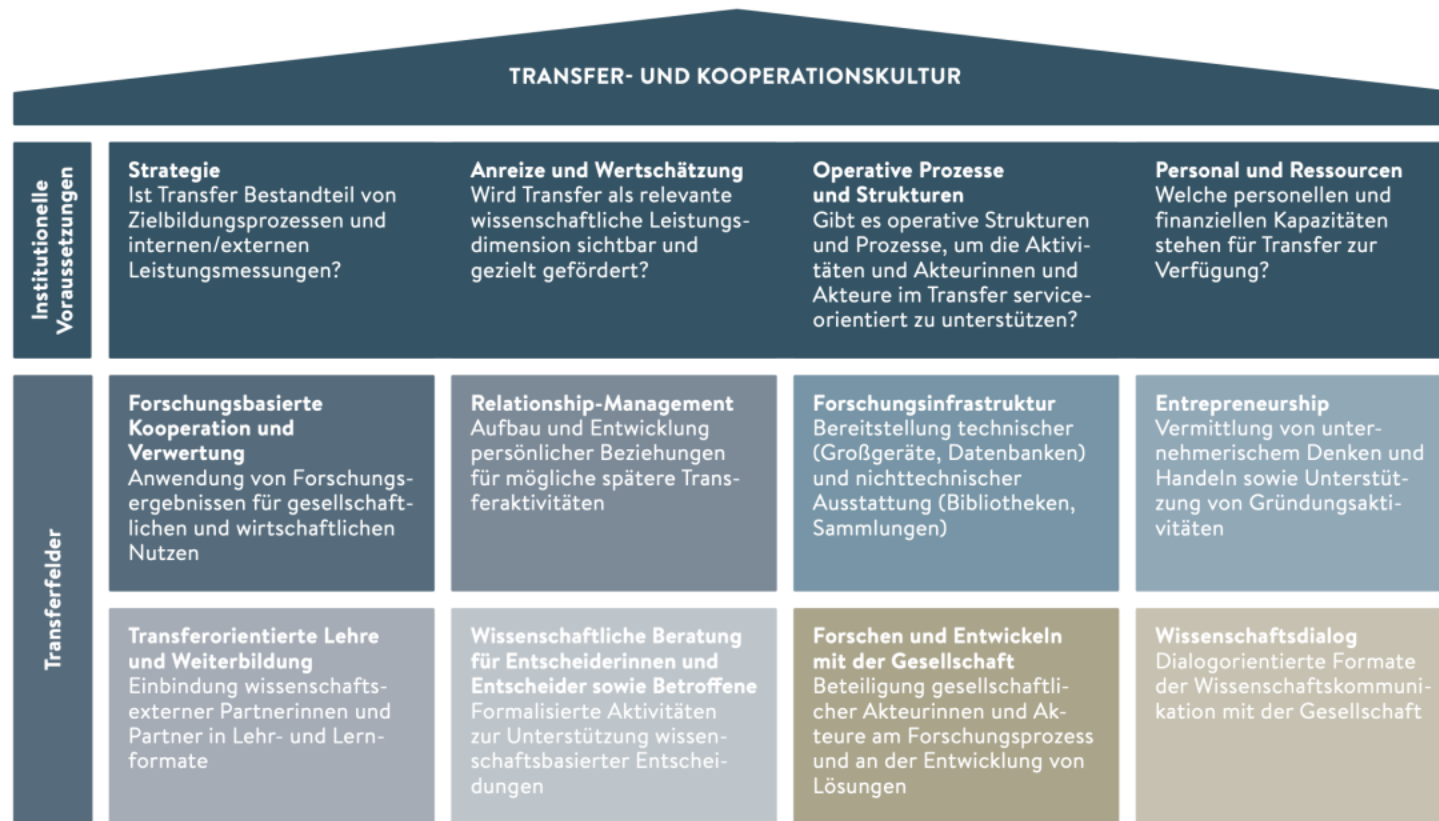 TRANSFER- UND KOOPERATIONSKULTUR
Institutionelle
Voraussetzungen
Strategie
Ist Transfer Bestandteil von
Zielbildungsprozessen und
internen/externen
Leistungsmessungen?
Anreize und Wertschätzung
Wird Transfer als relevante
wissenschaftliche Leistungs-
dimension sichtbar und
gezielt gefördert?
Operative Prozesse
und Strukturen
Gibt es operative Strukturen
und Prozesse, um die Aktivi-
täten und Akteurinnen und
Akteure im Transfer service-
orientiert zu unterstützen?
Personal und Ressourcen
Welche personellen und
finanziellen Kapazitäten
stehen für Transfer zur
Verfügung?
Transferfelder
Forschungsbasierte
Kooperation und
Verwertung
Anwendung von Forschungs-
ergebnissen für gesellschaft-
lichen und wirtschaftlichen
Nutzen
Relationship-Management
Aufbau und Entwicklung
persönlicher Beziehungen
für mögliche spätere Trans-
feraktivitäten
Forschungsinfrastruktur
Bereitstellung technischer
(Großgeräte, Datenbanken)
und nichttechnischer
Ausstattung (Bibliotheken,
Sammlungen)
Entrepreneurship
Vermittlung von unter-
nehmerischem Denken und
Handeln sowie Unterstüt-
zung von Gründungsakti-
vitäten
Transferorientierte Lehre
und Weiterbildung
Einbindung wissenschafts-
externer Partnerinnen und
Partner in Lehr- und Lern-
formate
Wissenschaftliche Beratung
für Entscheiderinnen und
Entscheider sowie Betroffene
Formalisierte Aktivitäten
zur Unterstützung wissen-
schaftsbasierter Entschei-
dungen
Forschen und Entwickeln
mit der Gesellschaft
Beteiligung gesellschaftli-
cher Akteurinnen und Ak-
teure am Forschungsprozess
und an der Entwicklung von
Lösungen
Wissenschaftsdialog
Dialogorientierte Formate
der Wissenschaftskommuni-
kation mit der Gesellschaft